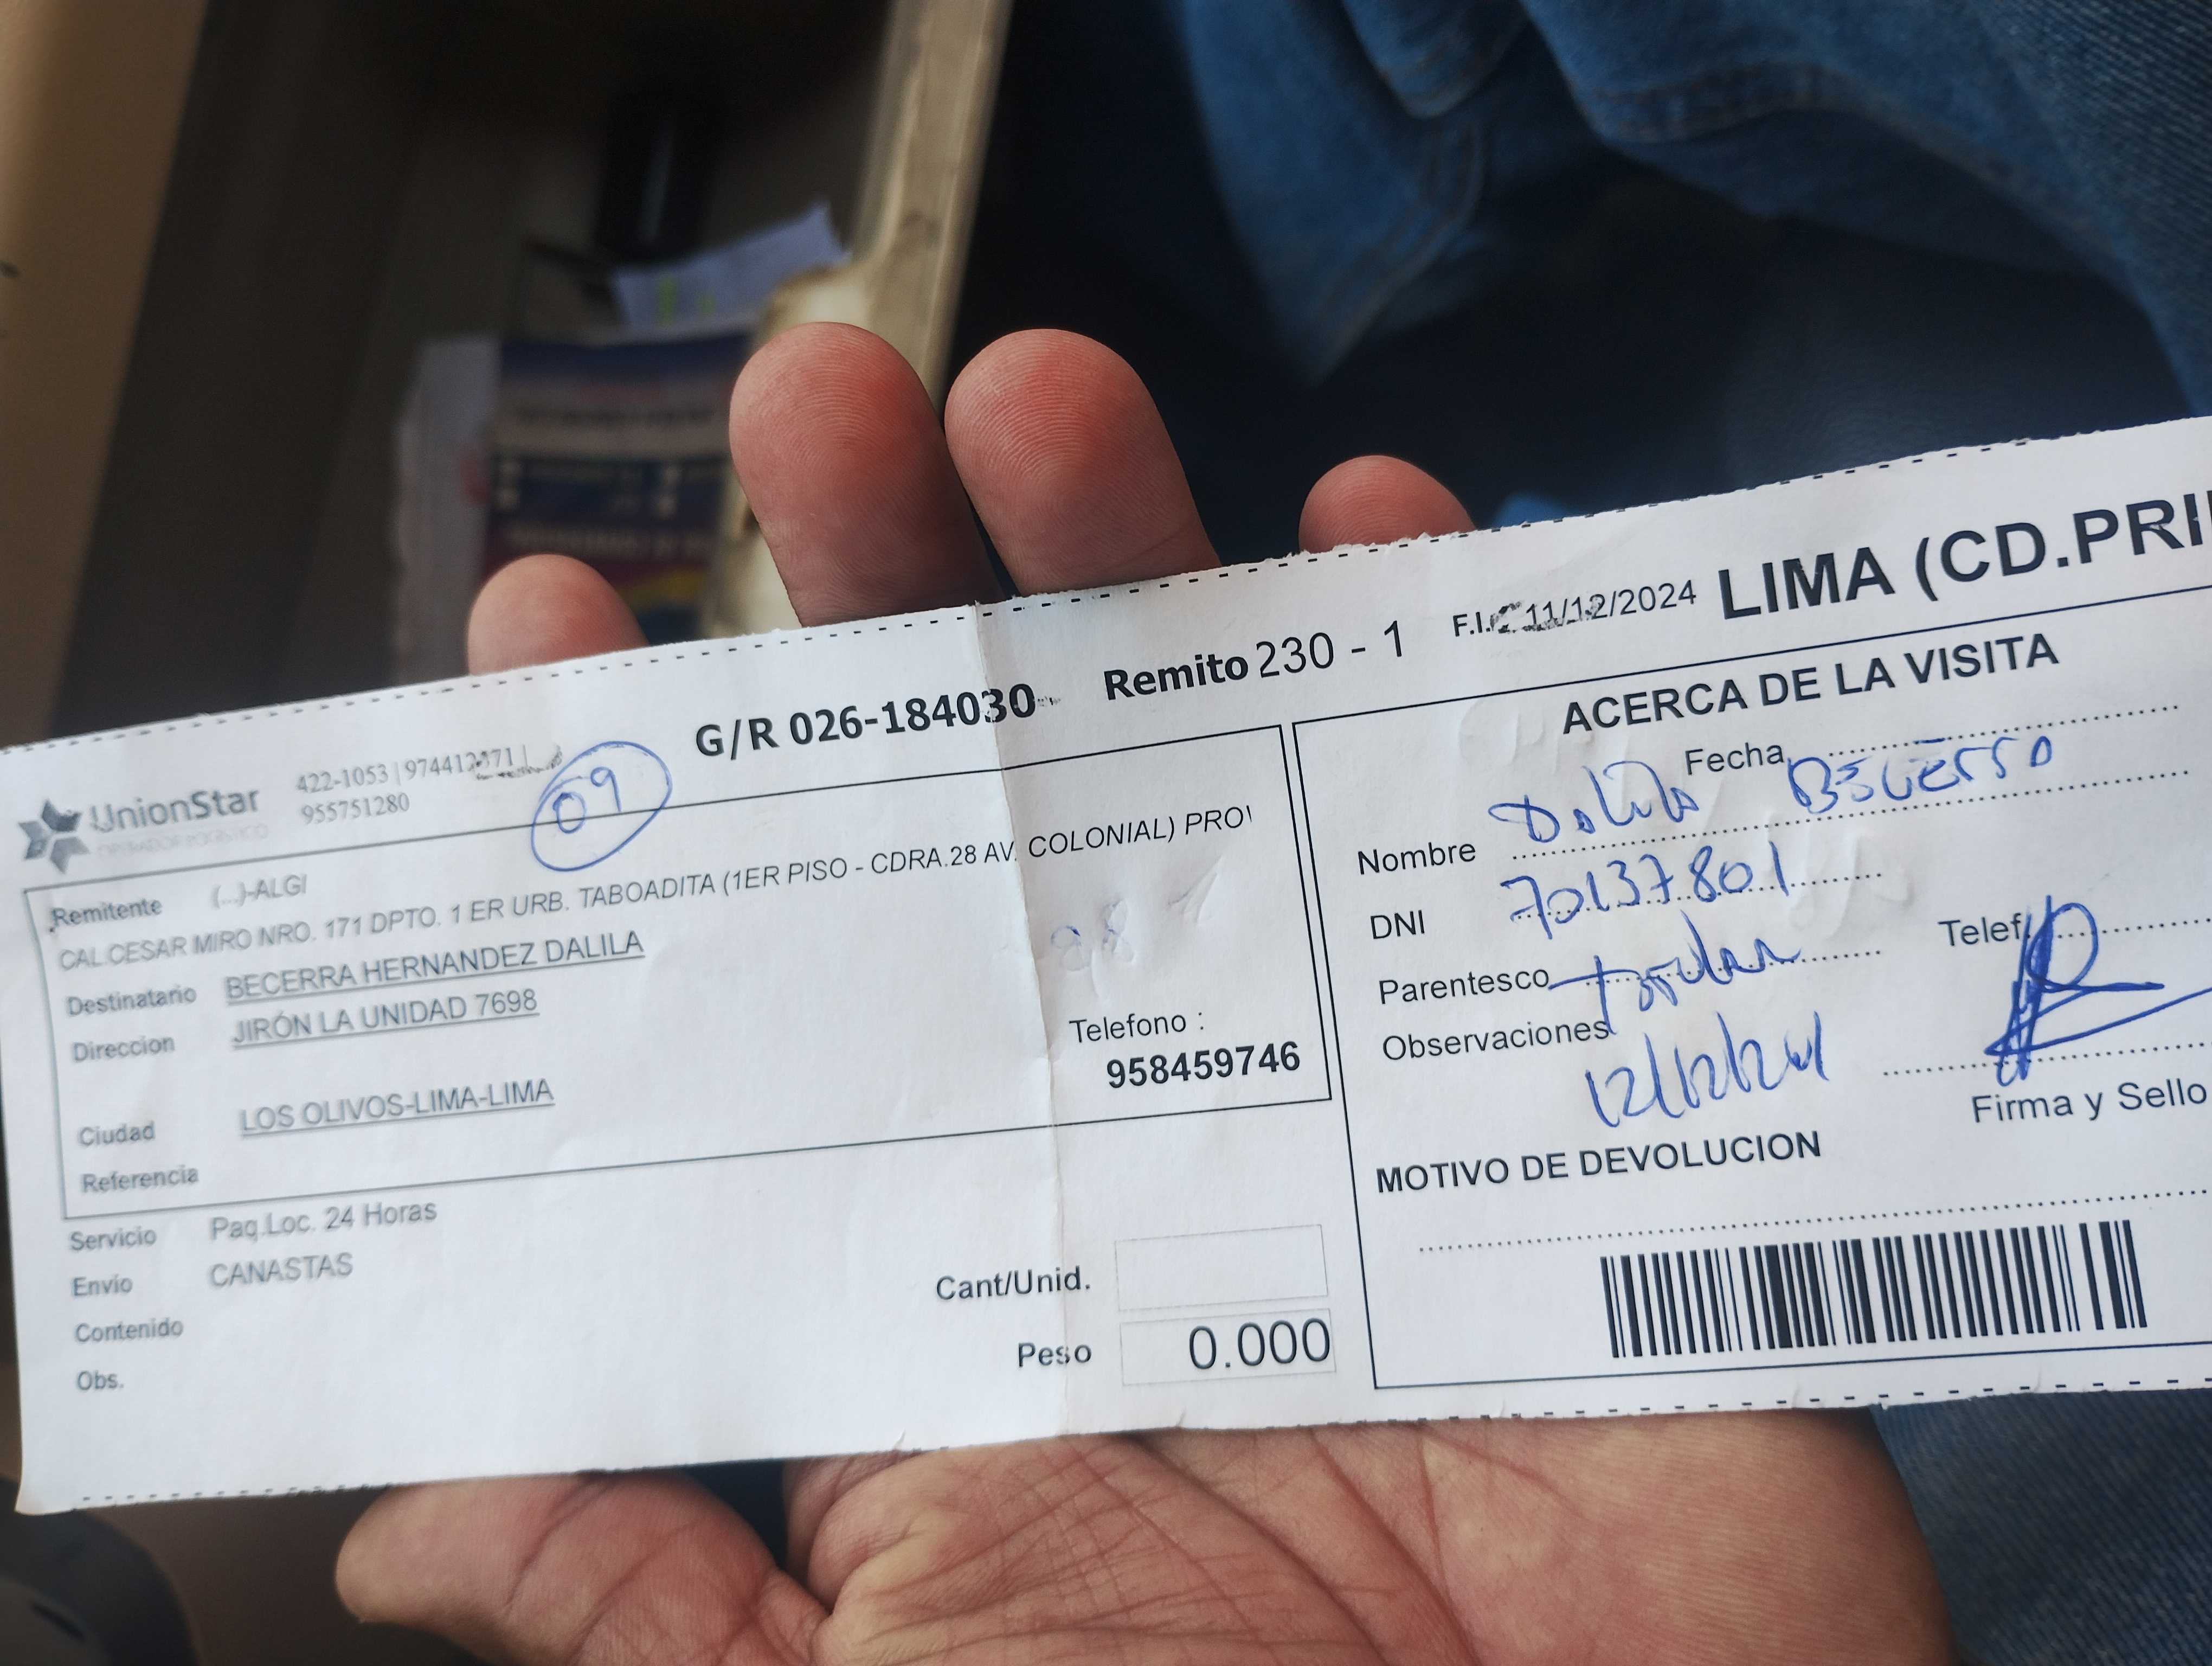 G/R 026-184030 Remito 230 - 1 F.I. 11/12/2024 LIMA (CD.PRI
UnionStar
422-1053 | 974412371 |
955751280
09
Remitente (...)-ALGI
CAL.CESAR MIRO NRO. 171 DPTO. 1 ER URB. TABOADITA (1ER PISO - CDRA.28 AV. COLONIAL) PRO
Destinatario BECERRA HERNANDEZ DALILA
Direccion JIRÓN LA UNIDAD 7698
Telefono :
958459746
Ciudad LOS OLIVOS-LIMA-LIMA
Referencia
Servicio Paq.Loc. 24 Horas
Envío CANASTAS
Contenido
Obs.
Cant/Unid.
Peso 0.000
ACERCA DE LA VISITA
Fecha
Nombre Dalila Becerra
DNI 70137801
Telef.
Parentesco
Observaciones
12/12/24
Firma y Sello
MOTIVO DE DEVOLUCION